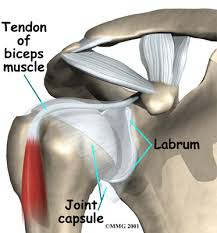 Tendon
of
biceps
muscle
Labrum
Joint
capsule
©MMG 2001